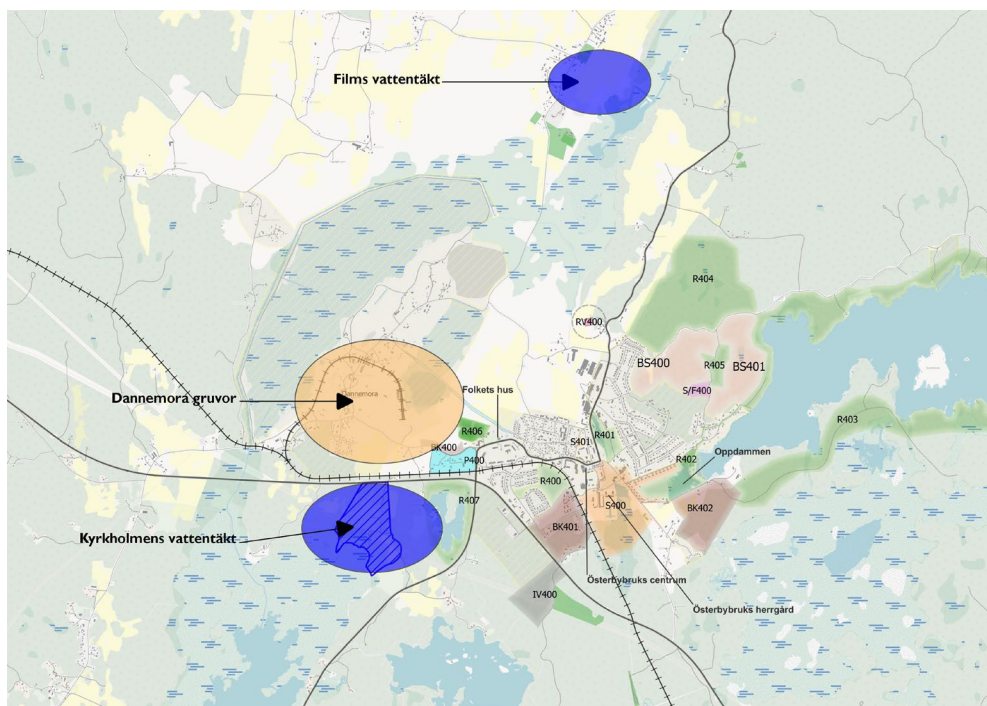 Films vattentäkt
R404
RV400
BS400
R405
BS401
S/F400
Dannemora gruvor
Dannemora
Folkets hus
R403
R406
S401
R401
BK400
P400
R402
Oppdammen
R400
R407
S400
BK402
BK401
Kyrkholmens vattentäkt
Österbybruks centrum
IV400
Österbybruks herrgård